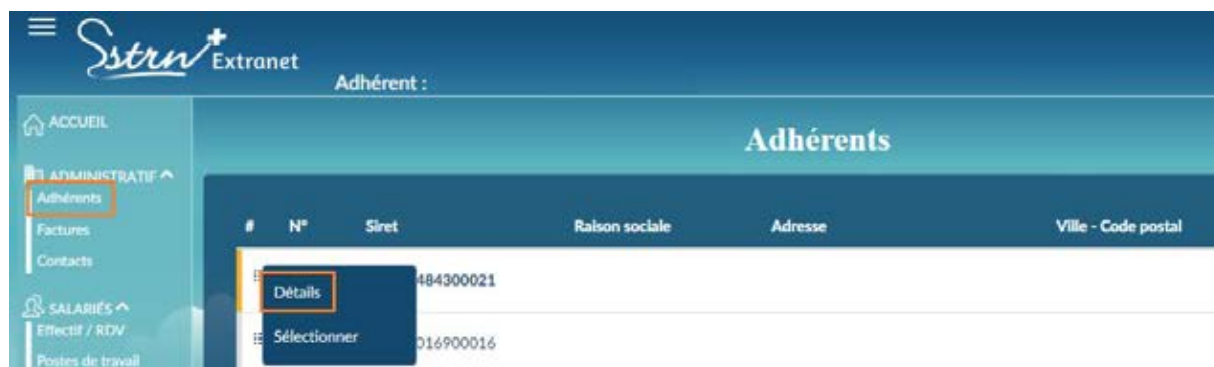 Sstrn+ Extranet
Adhérent :
ACCUEIL
ADMINISTRATIF
Adhérents
Factures
Contacts
SALARIÉS
Effectif / RDV
Postes de travail
Adhérents
# N° Siret Raison sociale Adresse Ville - Code postal
Détails 484300021
Sélectionner 016900016